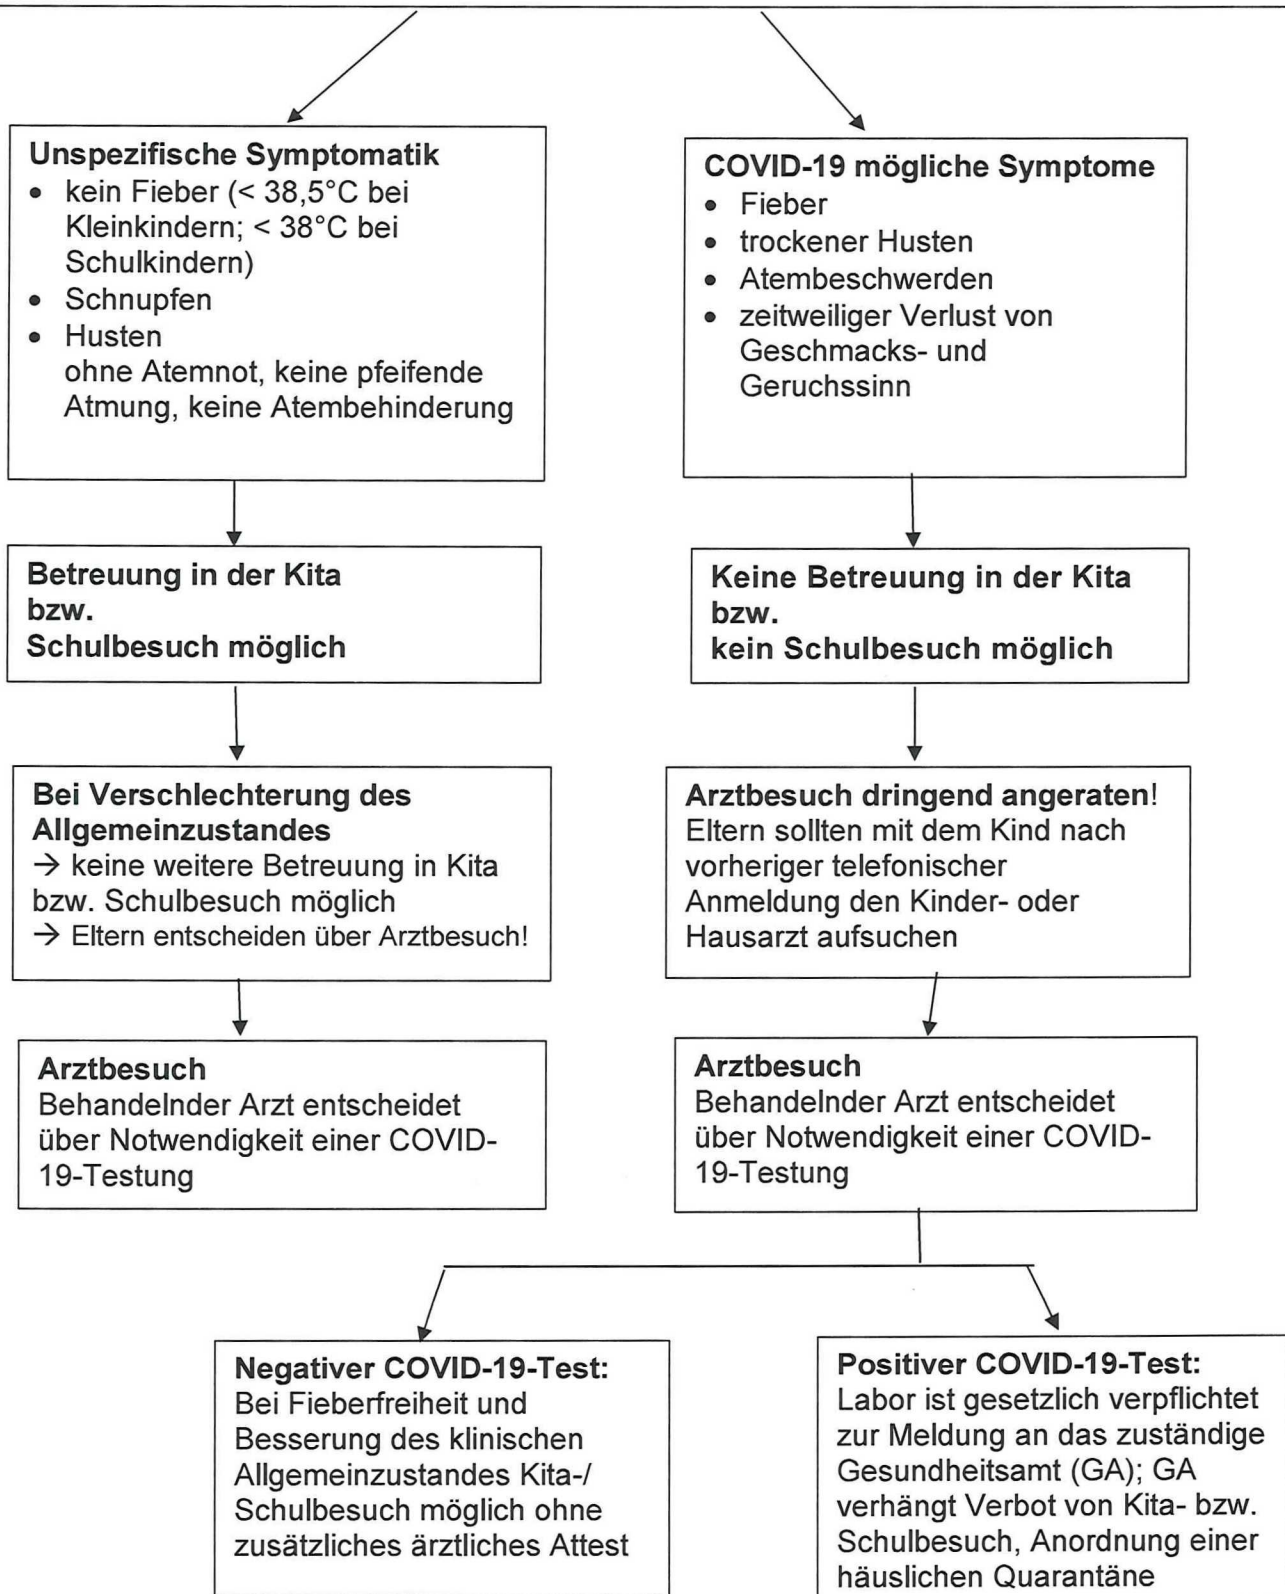 Unspezifische Symptomatik
• kein Fieber (< 38,5°C bei
Kleinkindern; < 38°C bei
Schulkindern)
• Schnupfen
• Husten
ohne Atemnot, keine pfeifende
Atmung, keine Atembehinderung
COVID-19 mögliche Symptome
• Fieber
• trockener Husten
• Atembeschwerden
• zeitweiliger Verlust von
Geschmacks- und
Geruchssinn
Betreuung in der Kita
bzw.
Schulbesuch möglich
Keine Betreuung in der Kita
bzw.
kein Schulbesuch möglich
Bei Verschlechterung des
Allgemeinzustandes
→ keine weitere Betreuung in Kita
bzw. Schulbesuch möglich
→ Eltern entscheiden über Arztbesuch!
Arztbesuch dringend angeraten!
Eltern sollten mit dem Kind nach
vorheriger telefonischer
Anmeldung den Kinder- oder
Hausarzt aufsuchen
Arztbesuch
Behandelnder Arzt entscheidet
über Notwendigkeit einer COVID-
19-Testung
Arztbesuch
Behandelnder Arzt entscheidet
über Notwendigkeit einer COVID-
19-Testung
Negativer COVID-19-Test:
Bei Fieberfreiheit und
Besserung des klinischen
Allgemeinzustandes Kita-/
Schulbesuch möglich ohne
zusätzliches ärztliches Attest
Positiver COVID-19-Test:
Labor ist gesetzlich verpflichtet
zur Meldung an das zuständige
Gesundheitsamt (GA); GA
verhängt Verbot von Kita- bzw.
Schulbesuch, Anordnung einer
häuslichen Quarantäne